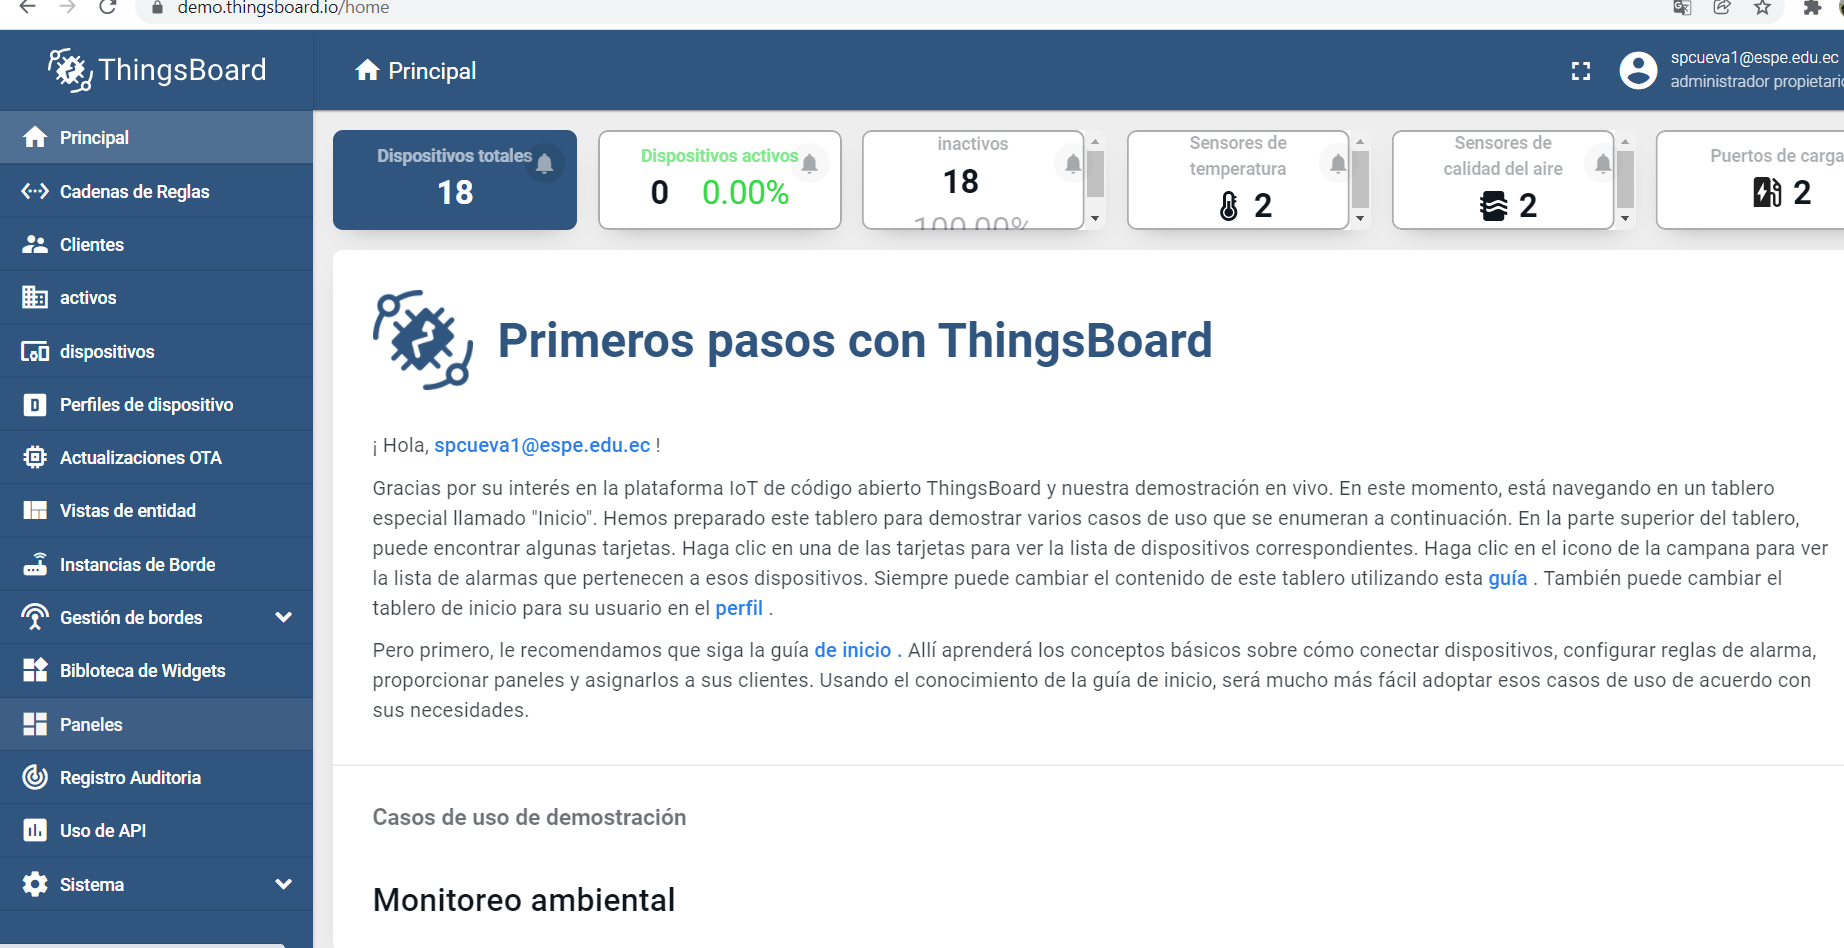 demo.thingsboard.io/home
ThingsBoard
Principal
spcueva1@espe.edu.ec
administrador propietario
Principal
Cadenas de Reglas
Clientes
activos
dispositivos
Perfiles de dispositivo
Actualizaciones OTA
Vistas de entidad
Instancias de Borde
Gestión de bordes
Bibloteca de Widgets
Paneles
Registro Auditoria
Uso de API
Sistema
Dispositivos totales
18
Dispositivos activos
0 0.00%
inactivos
18
100.00%
Sensores de
temperatura
2
Sensores de
calidad del aire
2
Puertos de carga
2
Primeros pasos con ThingsBoard
¡ Hola, spcueva1@espe.edu.ec !
Gracias por su interés en la plataforma IoT de código abierto ThingsBoard y nuestra demostración en vivo. En este momento, está navegando en un tablero
especial llamado "Inicio". Hemos preparado este tablero para demostrar varios casos de uso que se enumeran a continuación. En la parte superior del tablero,
puede encontrar algunas tarjetas. Haga clic en una de las tarjetas para ver la lista de dispositivos correspondientes. Haga clic en el icono de la campana para ver
la lista de alarmas que pertenecen a esos dispositivos. Siempre puede cambiar el contenido de este tablero utilizando esta guía . También puede cambiar el
tablero de inicio para su usuario en el perfil .
Pero primero, le recomendamos que siga la guía de inicio . Allí aprenderá los conceptos básicos sobre cómo conectar dispositivos, configurar reglas de alarma,
proporcionar paneles y asignarlos a sus clientes. Usando el conocimiento de la guía de inicio, será mucho más fácil adoptar esos casos de uso de acuerdo con
sus necesidades.
Casos de uso de demostración
Monitoreo ambiental